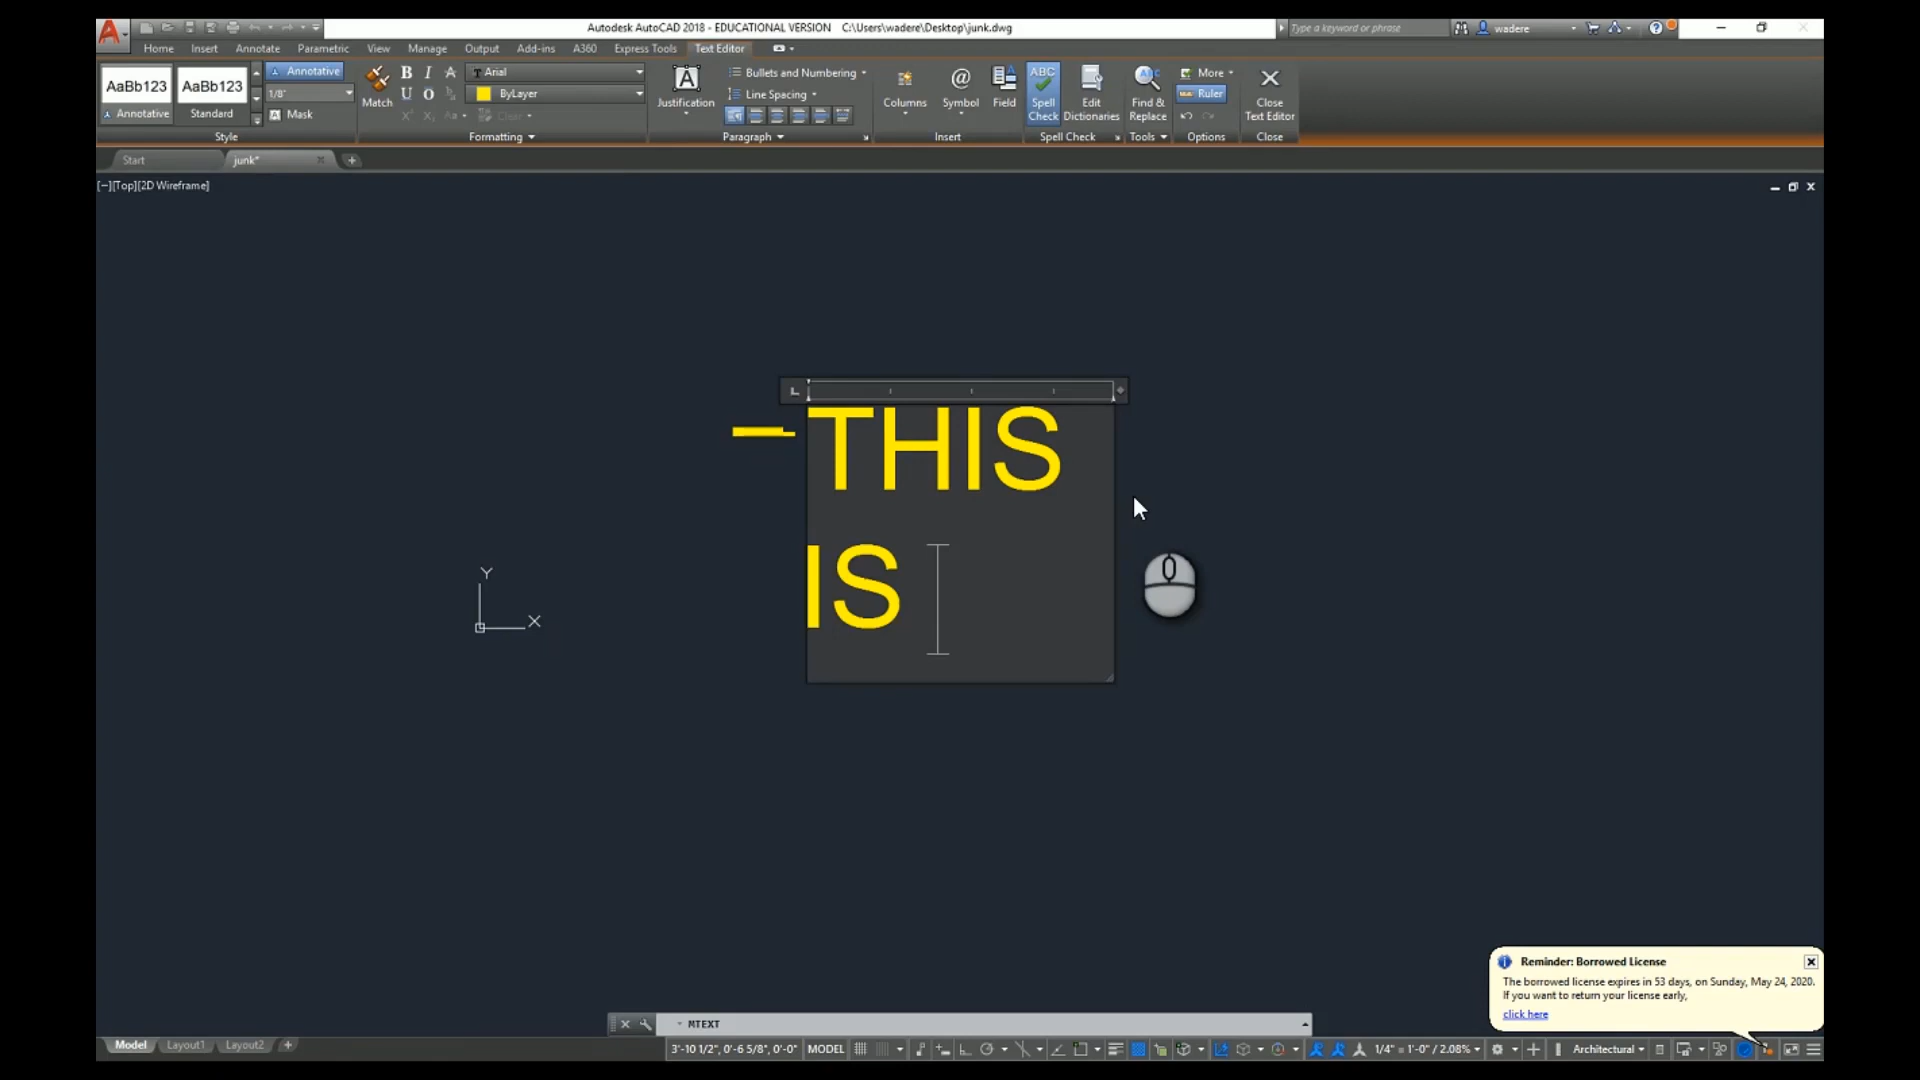 Autodesk AutoCAD 2018 - EDUCATIONAL VERSION C:\Users\wadere\Desktop\junk.dwg
Type a keyword or phrase
wadere
Home Insert Annotate Parametric View Manage Output Add-ins A360 Express Tools Text Editor
AaBb123 AaBb123 Annotative
Annotative Standard
1/8"
Mask
Style
Match
B I A Arial
U O ByLayer
Aa Clear
Formatting
Justification
Bullets and Numbering
Line Spacing
Paragraph
Columns
Symbol
Field
Insert
ABC
Spell Check
Edit Dictionaries
Spell Check
ABC
Find & Replace
Tools
More
Ruler
Options
Close Text Editor
Close
Start junk*
[–][Top][2D Wireframe]
THIS
IS
Y
X
Reminder: Borrowed License
The borrowed license expires in 53 days, on Sunday, May 24, 2020.
If you want to return your license early,
click here
MTEXT
Model Layout1 Layout2
3'-10 1/2", 0'-6 5/8", 0'-0" MODEL 1/4" = 1'-0" / 2.08% Architectural